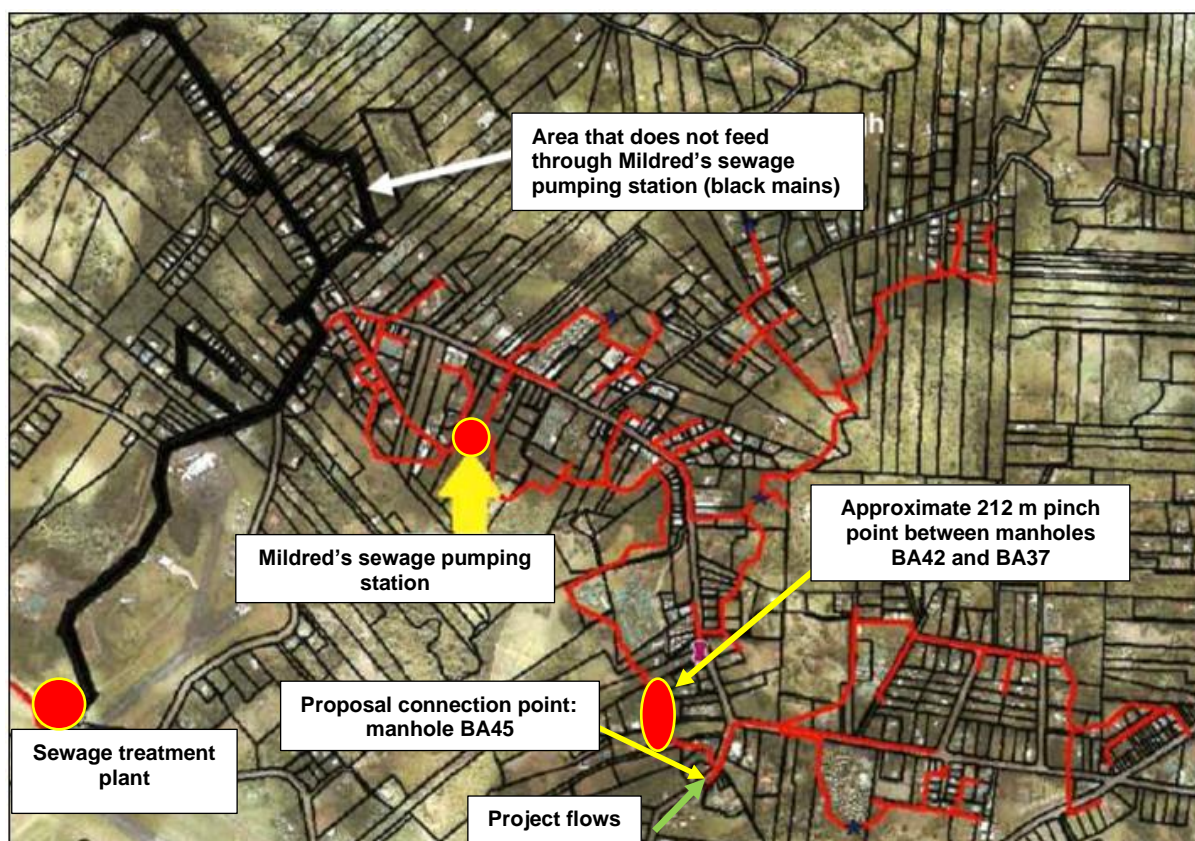 Area that does not feed
through Mildred’s sewage
pumping station (black mains)
Mildred’s sewage pumping
station
Approximate 212 m pinch
point between manholes
BA42 and BA37
Proposal connection point:
manhole BA45
Sewage treatment
plant
Project flows